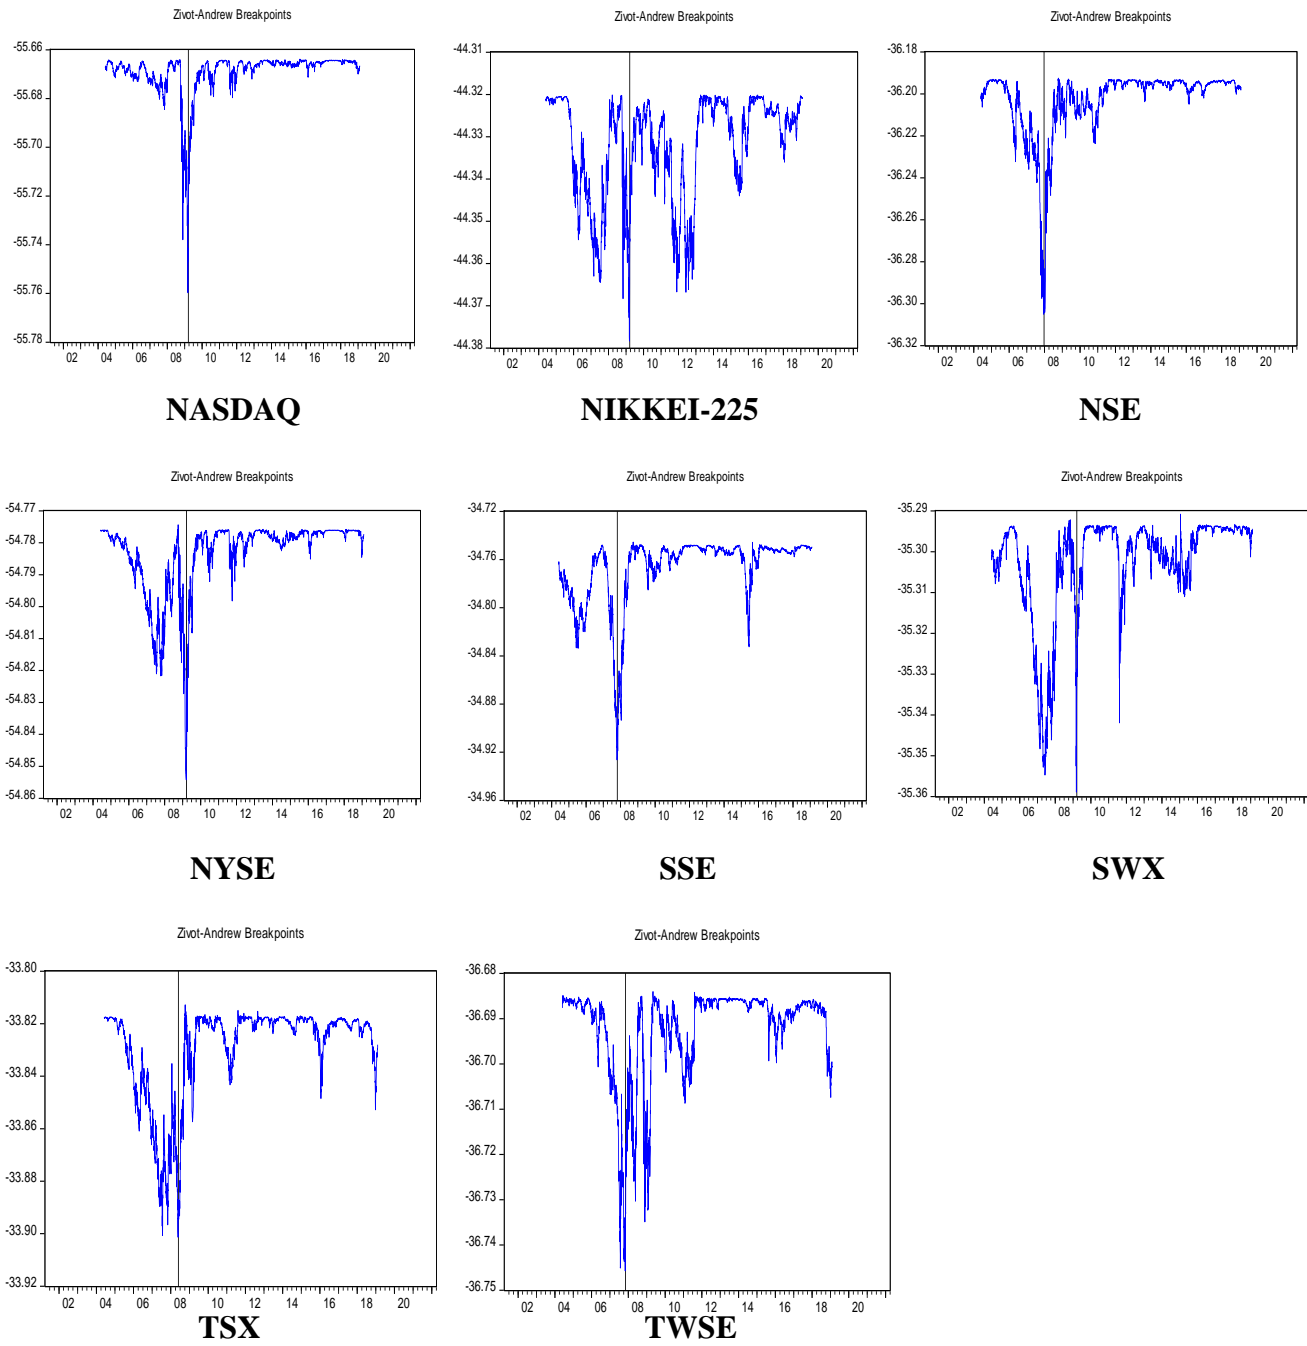 Zivot-Andrew Breakpoints
-55.66
-55.68
-55.70
-55.72
-55.74
-55.76
-55.78
02 04 06 08 10 12 14 16 18 20
NASDAQ
Zivot-Andrew Breakpoints
-44.31
-44.32
-44.33
-44.34
-44.35
-44.36
-44.37
-44.38
02 04 06 08 10 12 14 16 18 20
NIKKEI-225
Zivot-Andrew Breakpoints
-36.18
-36.20
-36.22
-36.24
-36.26
-36.28
-36.30
-36.32
02 04 06 08 10 12 14 16 18 20
NSE
Zivot-Andrew Breakpoints
-54.77
-54.78
-54.79
-54.80
-54.81
-54.82
-54.83
-54.84
-54.85
-54.86
02 04 06 08 10 12 14 16 18 20
NYSE
Zivot-Andrew Breakpoints
-34.72
-34.76
-34.80
-34.84
-34.88
-34.92
-34.96
02 04 06 08 10 12 14 16 18 20
SSE
Zivot-Andrew Breakpoints
-35.29
-35.30
-35.31
-35.32
-35.33
-35.34
-35.35
-35.36
02 04 06 08 10 12 14 16 18 20
SWX
Zivot-Andrew Breakpoints
-33.80
-33.82
-33.84
-33.86
-33.88
-33.90
-33.92
02 04 06 08 10 12 14 16 18 20
TSX
Zivot-Andrew Breakpoints
-36.68
-36.69
-36.70
-36.71
-36.72
-36.73
-36.74
-36.75
02 04 06 08 10 12 14 16 18 20
TWSE